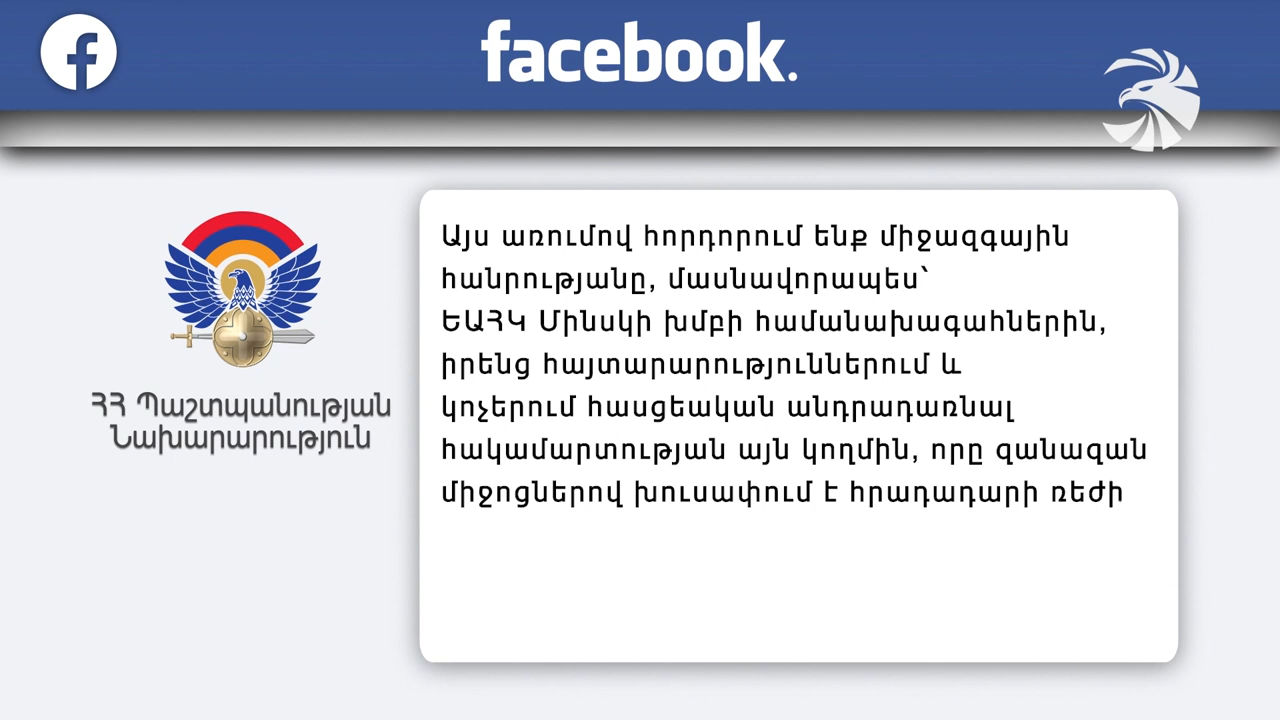 facebook.
ՀՀ Պաշտպանության
Նախարարություն
Այս առումով հորդորում ենք միջազգային
հանրությանը, մասնավորապես՝
ԵԱՀԿ Մինսկի խմբի համանախագահներին,
իրենց հայտարարություններում և
կոչերում հասցեական անդրադառնալ
հակամարտության այն կողմին, որը զանազան
միջոցներով խուսափում է հրադադարի ռեժի